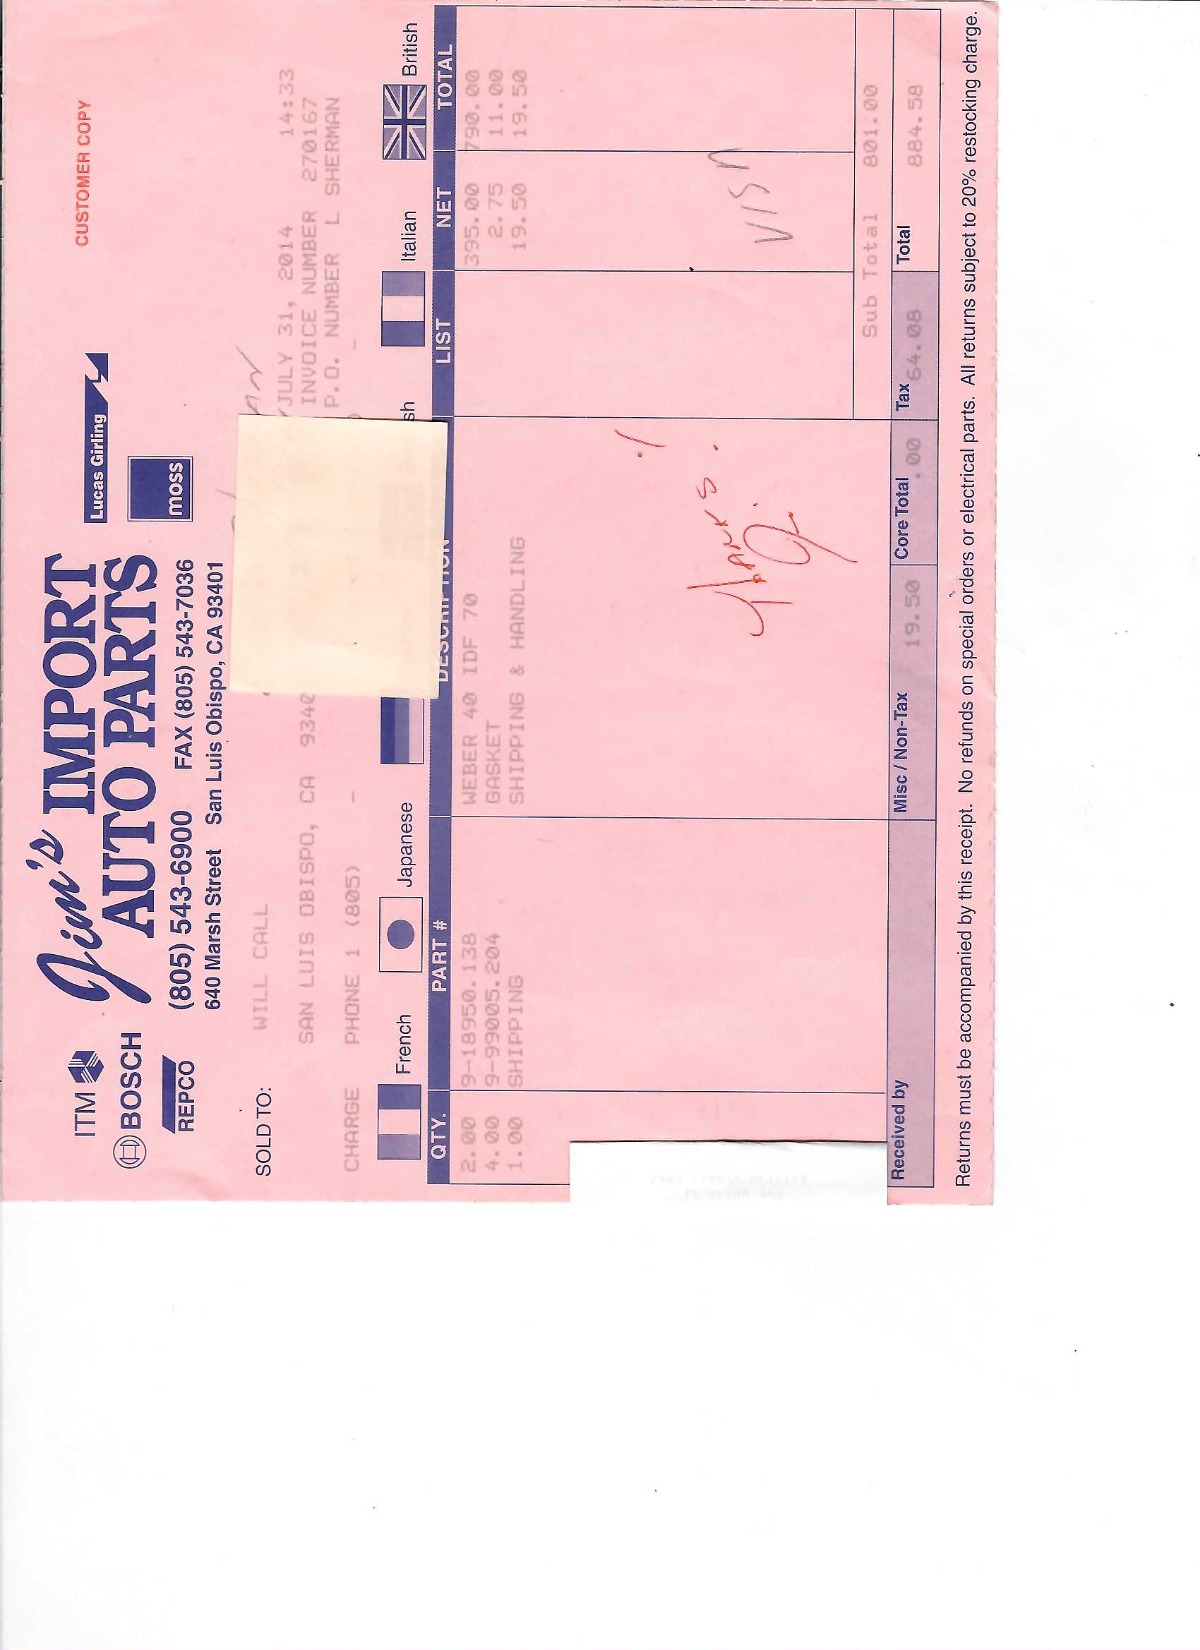 CUSTOMER COPY
ITM
BOSCH
REPCO
Jim's IMPORT
AUTO PARTS
Lucas Girling
moss
(805) 543-6900 FAX (805) 543-7036
640 Marsh Street San Luis Obispo, CA 93401
SOLD TO:
WILL CALL
JULY 31, 2014 14:33
SAN LUIS OBISPO, CA 9340
INVOICE NUMBER 270167
P.O. NUMBER L SHERMAN
CHARGE PHONE 1 (805) - -
French Japanese sh Italian British
QTY. PART # DESCRIPTION LIST NET TOTAL
2.00 9-18950.138 WEBER 40 IDF 70 395.00 790.00
4.00 9-99005.204 GASKET 2.75 11.00
1.00 SHIPPING SHIPPING & HANDLING 19.50 19.50
THANKS!
VISA
Sub Total 801.00
Received by Misc / Non-Tax 19.50 Core Total .00 Tax 64.08 Total 884.58
Returns must be accompanied by this receipt. No refunds on special orders or electrical parts. All returns subject to 20% restocking charge.